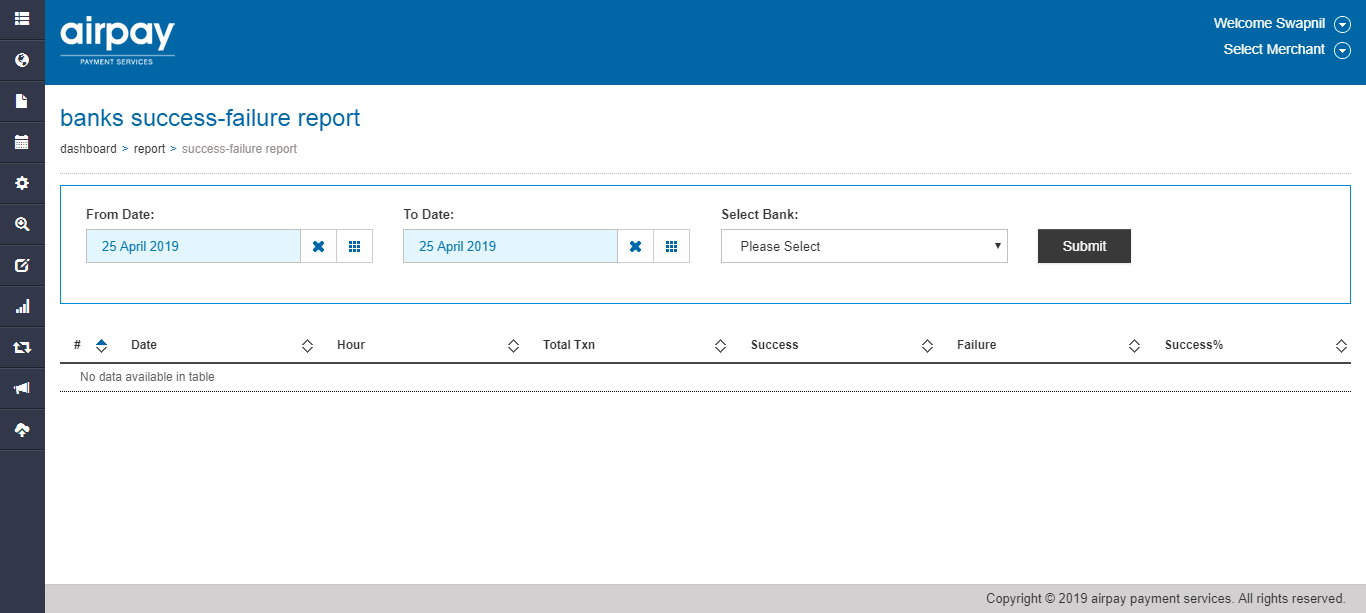 airpay
PAYMENT SERVICES
Welcome Swapnil
Select Merchant
banks success-failure report
dashboard > report > success-failure report
From Date: To Date: Select Bank:
25 April 2019 25 April 2019 Please Select Submit
# Date Hour Total Txn Success Failure Success%
No data available in table
Copyright © 2019 airpay payment services. All rights reserved.